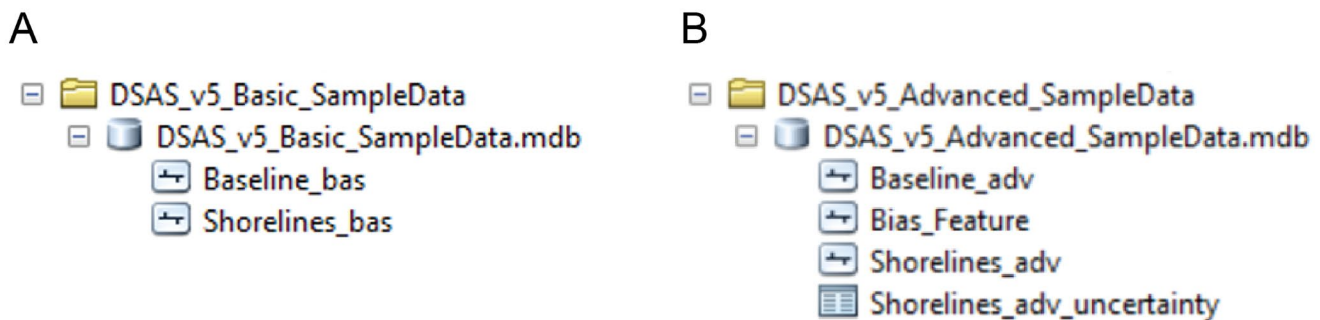 A
DSAS_v5_Basic_SampleData
DSAS_v5_Basic_SampleData.mdb
Baseline_bas
Shorelines_bas
B
DSAS_v5_Advanced_SampleData
DSAS_v5_Advanced_SampleData.mdb
Baseline_adv
Bias_Feature
Shorelines_adv
Shorelines_adv_uncertainty